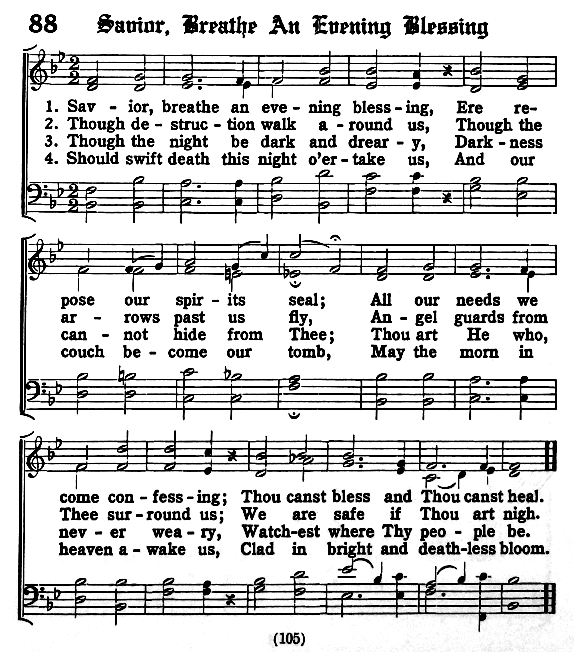 88 Savior, Breathe An Evening Blessing
1. Sav - ior, breathe an eve - ning bless - ing, Ere re-
2. Though de - struc - tion walk a - round us, Though the
3. Though the night be dark and drear - y, Dark - ness
4. Should swift death this night o'er - take us, And our
pose our spir - its seal; All our needs we
ar - rows past us fly, An - gel guards from
can - not hide from Thee; Thou art He who,
couch be - come our tomb, May the morn in
come con - fess - ing; Thou canst bless and Thou canst heal.
Thee sur - round us; We are safe if Thou art nigh.
nev - er wea - ry, Watch - est where Thy peo - ple be.
heaven a - wake us, Clad in bright and death - less bloom.
(105)